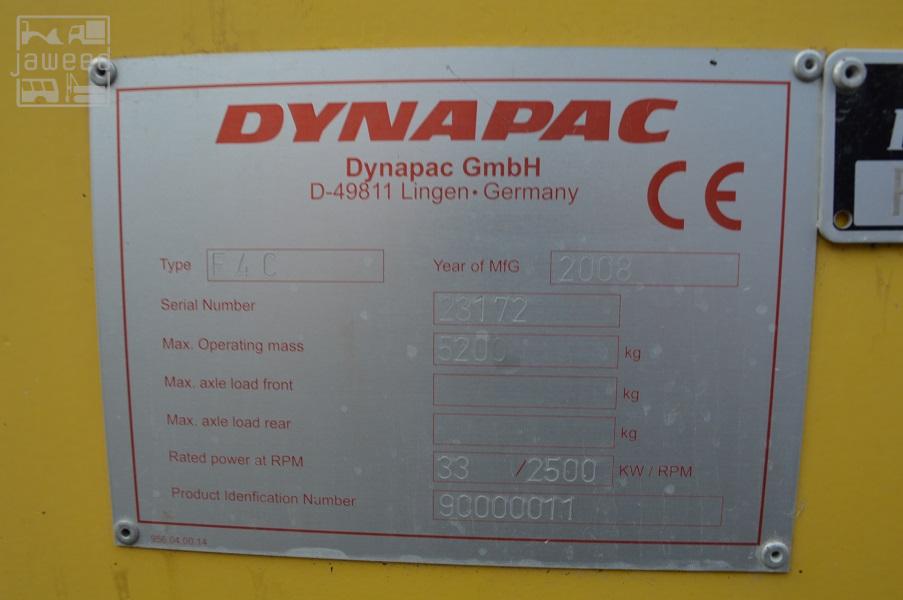 jaweed
DYNAPAC
Dynapac GmbH
D-49811 Lingen • Germany
CE
Type F4C Year of MfG 2008
Serial Number 23172
Max. Operating mass 5200 kg
Max. axle load front kg
Max. axle load rear kg
Rated power at RPM 33 /2500 KW / RPM
Product Idenfication Number 90000011
956.04.00.14